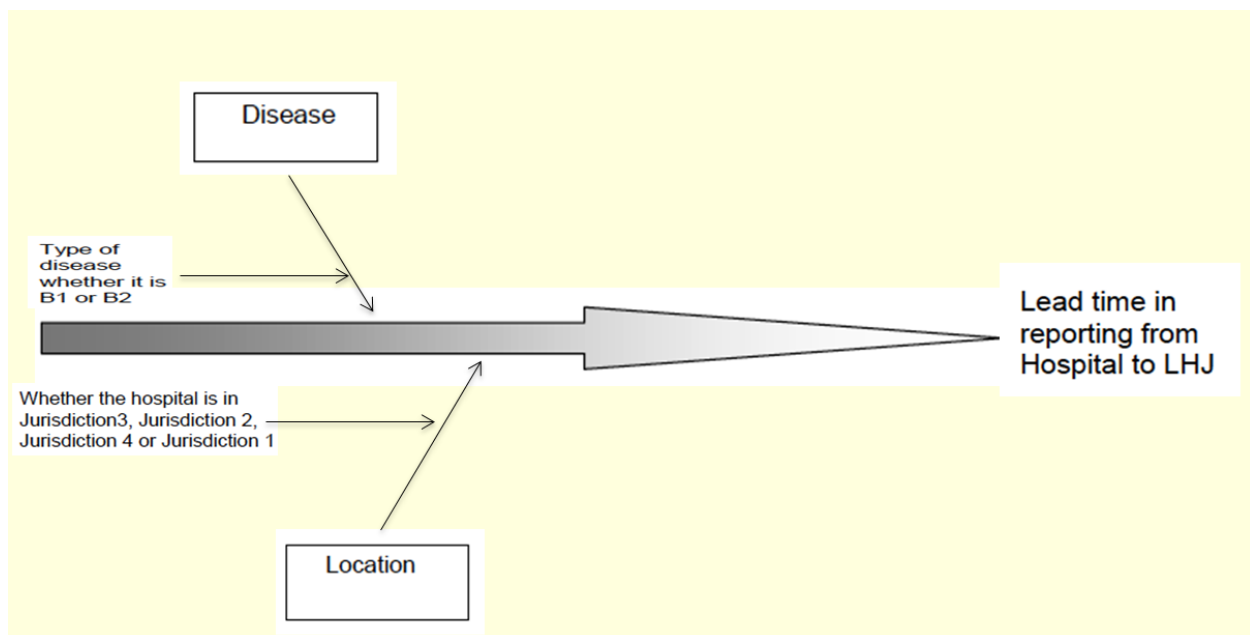 Disease
Type of
disease
whether it is
B1 or B2
Lead time in
reporting from
Hospital to LHJ
Whether the hospital is in
Jurisdiction3, Jurisdiction 2,
Jurisdiction 4 or Jurisdiction 1
Location